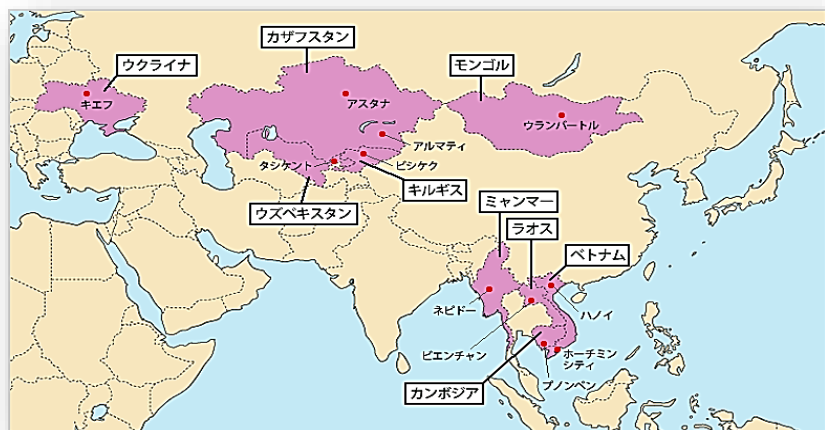 カザフスタン
ウクライナ
モンゴル
キエフ
アスタナ
ウランバートル
アルマティ
タシケント
ビシケク
キルギス
ウズベキスタン
ミャンマー
ラオス
ベトナム
ネピドー
ハノイ
ビエンチャン
ホーチミン
シティ
プノンペン
カンボジア